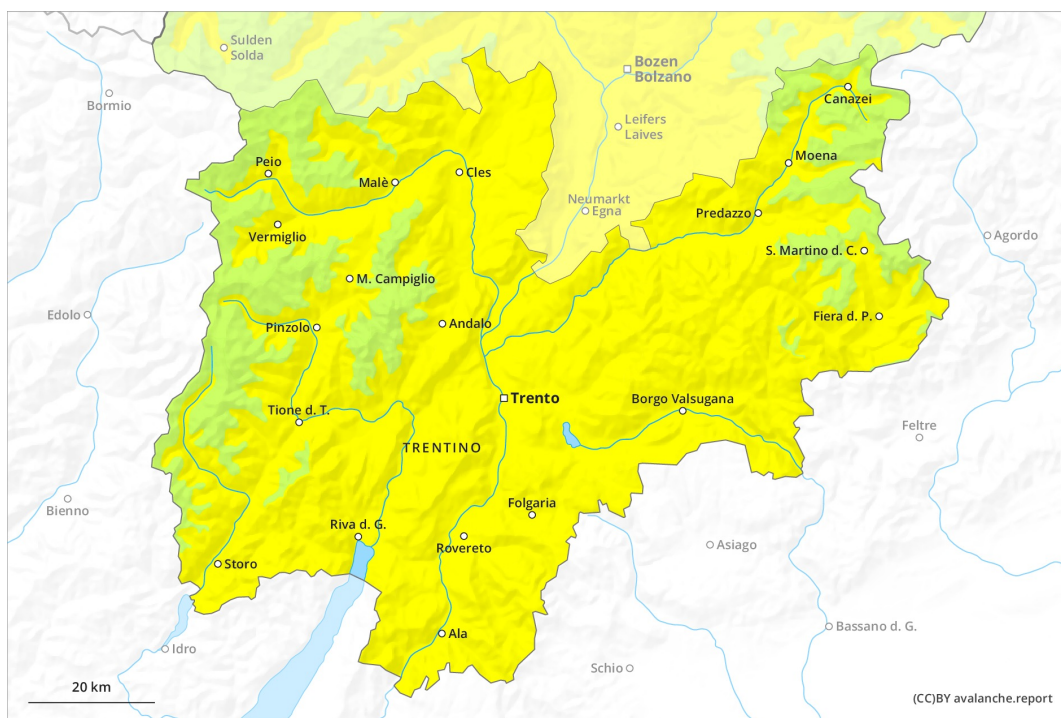 Sulden
Solda
Bormio
Bozen
Bolzano
Canazei
Leifers
Laives
Moena
Peio
Malè
Cles
Neumarkt
Egna
Predazzo
Vermiglio
S. Martino d. C.
Agordo
M. Campiglio
Edolo
Pinzolo
Andalo
Fiera d. P.
Trento
Borgo Valsugana
Tione d. T.
Feltre
TRENTINO
Bienno
Folgaria
Riva d. G.
Rovereto
Asiago
Storo
Bassano d. G.
Ala
Idro
Schio
20 km
(CC)BY avalanche.report